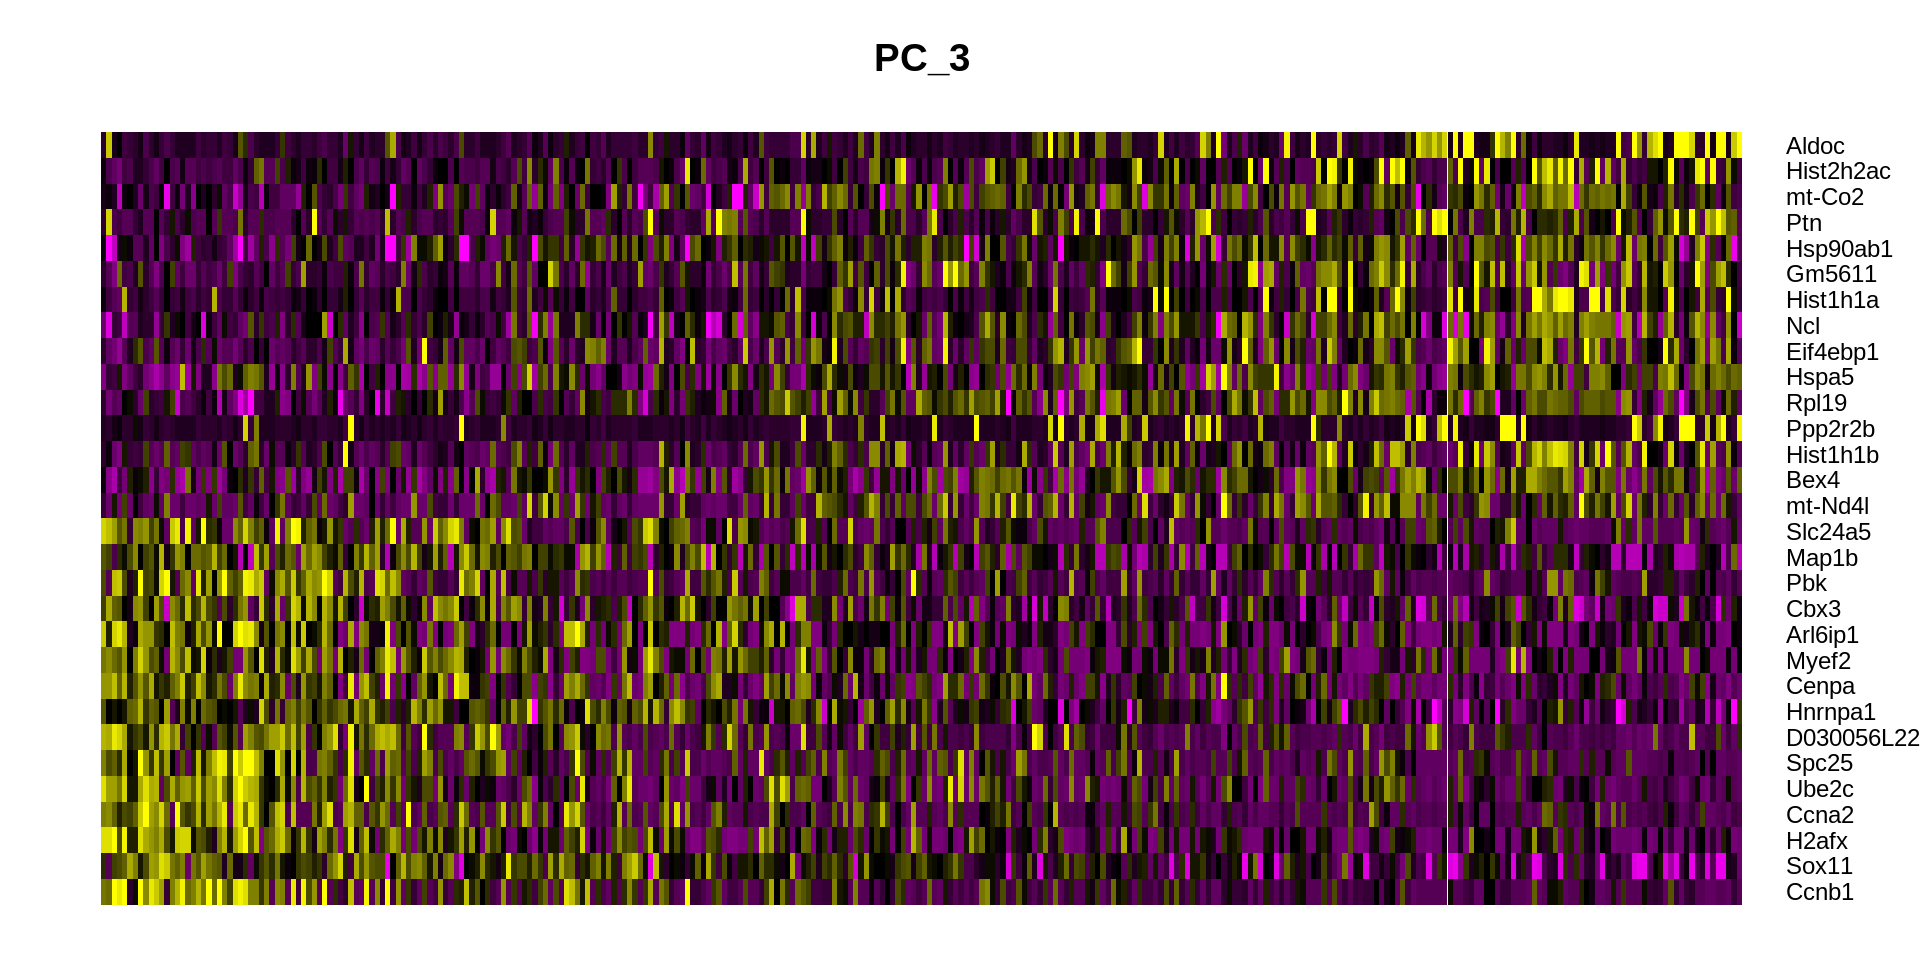 PC_3
Aldoc
Hist2h2ac
mt-Co2
Ptn
Hsp90ab1
Gm5611
Hist1h1a
Ncl
Eif4ebp1
Hspa5
Rpl19
Ppp2r2b
Hist1h1b
Bex4
mt-Nd4l
Slc24a5
Map1b
Pbk
Cbx3
Arl6ip1
Myef2
Cenpa
Hnrnpa1
D030056L22
Spc25
Ube2c
Ccna2
H2afx
Sox11
Ccnb1